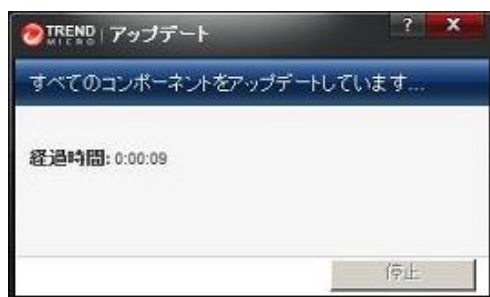 TREND MICRO | アップデート ? X
すべてのコンポーネントをアップデートしています...
経過時間: 0:00:09
停止